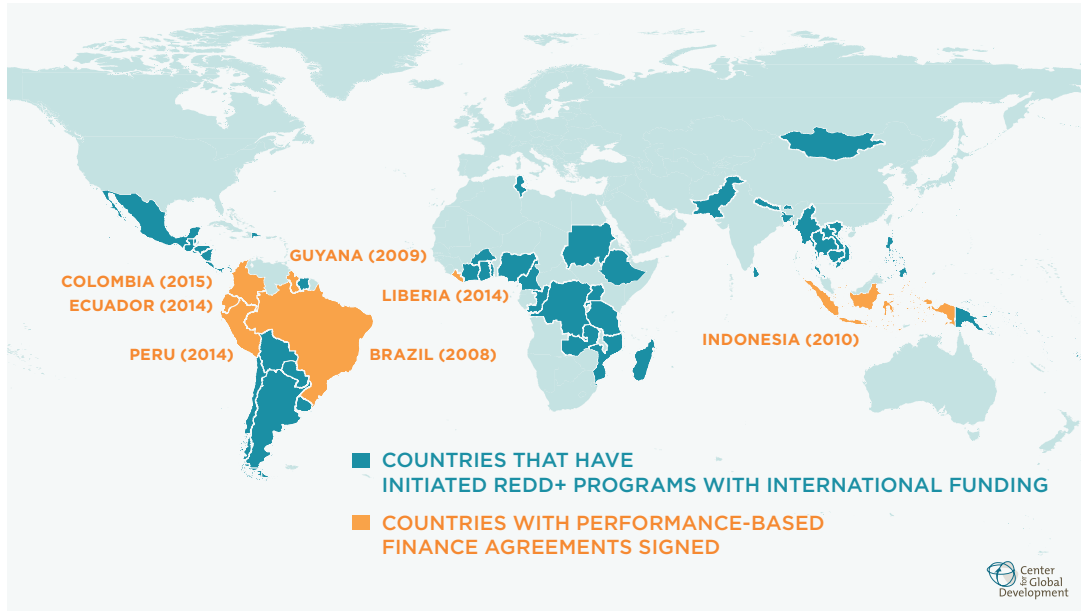 GUYANA (2009)
COLOMBIA (2015)
ECUADOR (2014)
LIBERIA (2014)
PERU (2014)
BRAZIL (2008)
INDONESIA (2010)
COUNTRIES THAT HAVE
INITIATED REDD+ PROGRAMS WITH INTERNATIONAL FUNDING
COUNTRIES WITH PERFORMANCE-BASED
FINANCE AGREEMENTS SIGNED
Center
for Global
Development